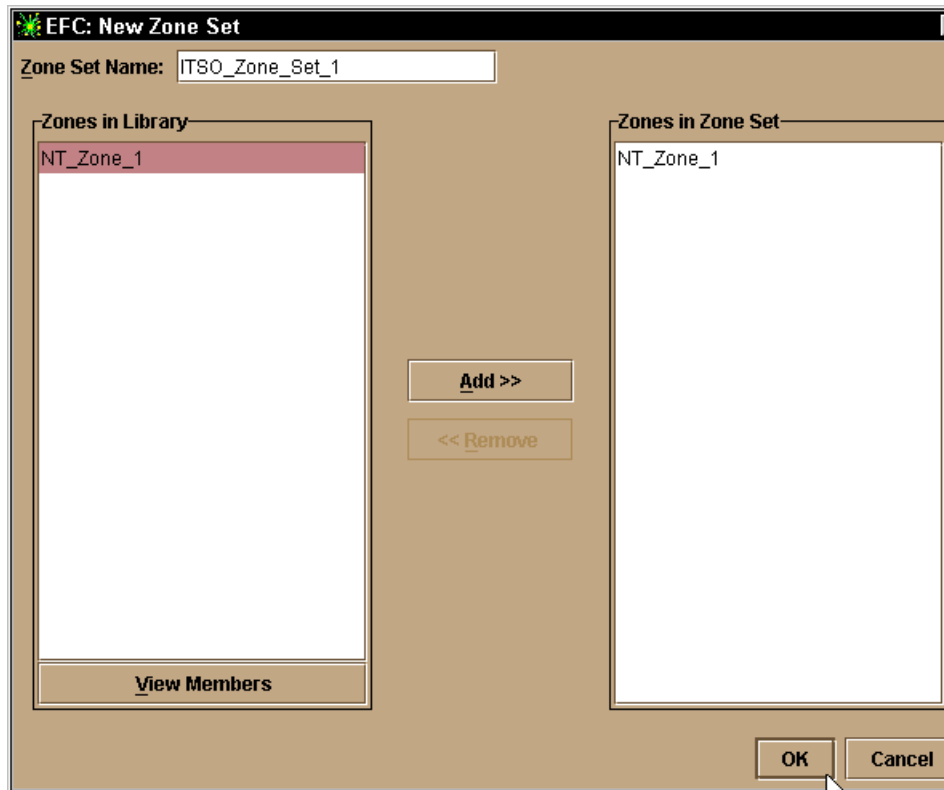 EFC: New Zone Set
Zone Set Name: ITSO_Zone_Set_1
Zones in Library
Zones in Zone Set
NT_Zone_1
NT_Zone_1
Add >>
<< Remove
View Members
OK
Cancel